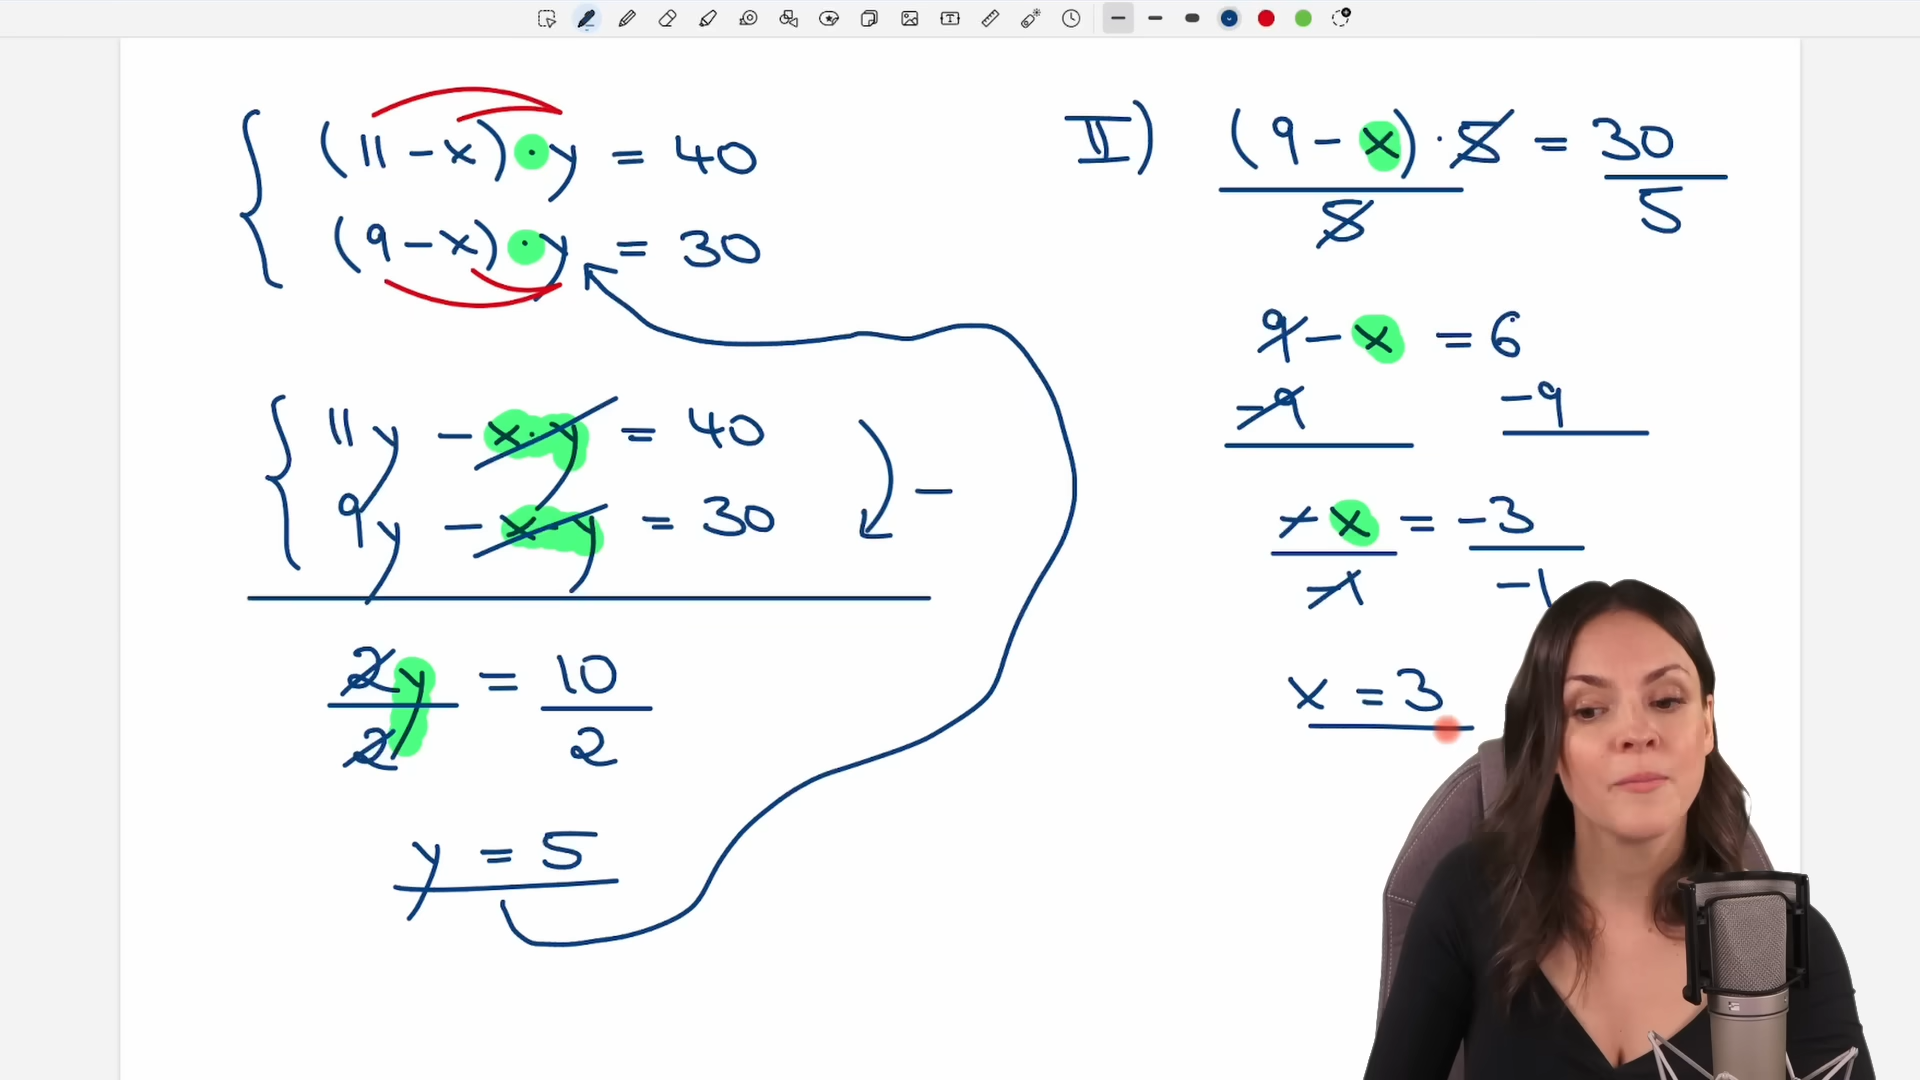 (11 - x) · y = 40
(9 - x) · y = 30
11y - x · y = 40
9y - x · y = 30
-
2y = 10
2 2
y = 5
II) (9 - x) · 5 = 30
5 5
9 - x = 6
-9 -9
-x = -3
-1 -1
x = 3